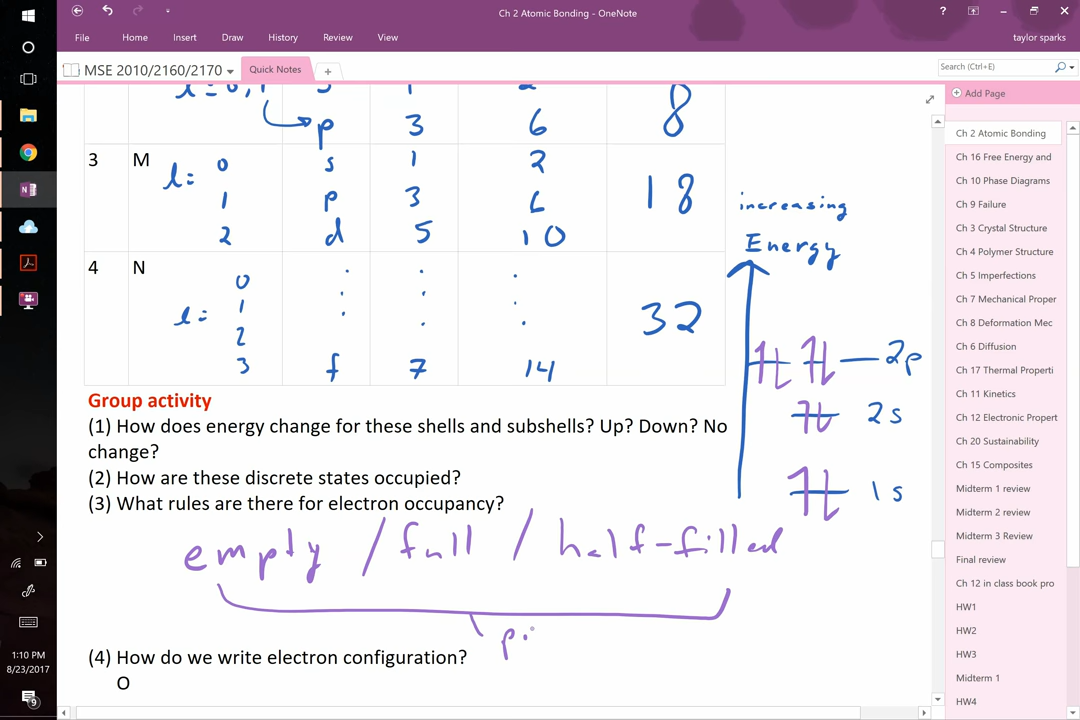 Ch 2 Atomic Bonding - OneNote
?
File Home Insert Draw History Review View
taylor sparks
MSE 2010/2160/2170
Quick Notes
+
Search (Ctrl+E)
Add Page
p 3 6 8
3 M l= 0 s 1 2
1 p 3 6 18
2 d 5 10
4 N 0
l= 1
2 32
3 f 7 14
increasing
Energy
2p
2s
1s
Group activity
(1) How does energy change for these shells and subshells? Up? Down? No
change?
(2) How are these discrete states occupied?
(3) What rules are there for electron occupancy?
empty / full / half-filled
(4) How do we write electron configuration?
O
Ch 2 Atomic Bonding
Ch 16 Free Energy and
Ch 10 Phase Diagrams
Ch 9 Failure
Ch 3 Crystal Structure
Ch 4 Polymer Structure
Ch 5 Imperfections
Ch 7 Mechanical Proper
Ch 8 Deformation Mec
Ch 6 Diffusion
Ch 17 Thermal Properti
Ch 11 Kinetics
Ch 12 Electronic Propert
Ch 20 Sustainability
Ch 15 Composites
Midterm 1 review
Midterm 2 review
Midterm 3 Review
Final review
Ch 12 in class book pro
HW1
HW2
HW3
Midterm 1
HW4
1:10 PM
8/23/2017
9